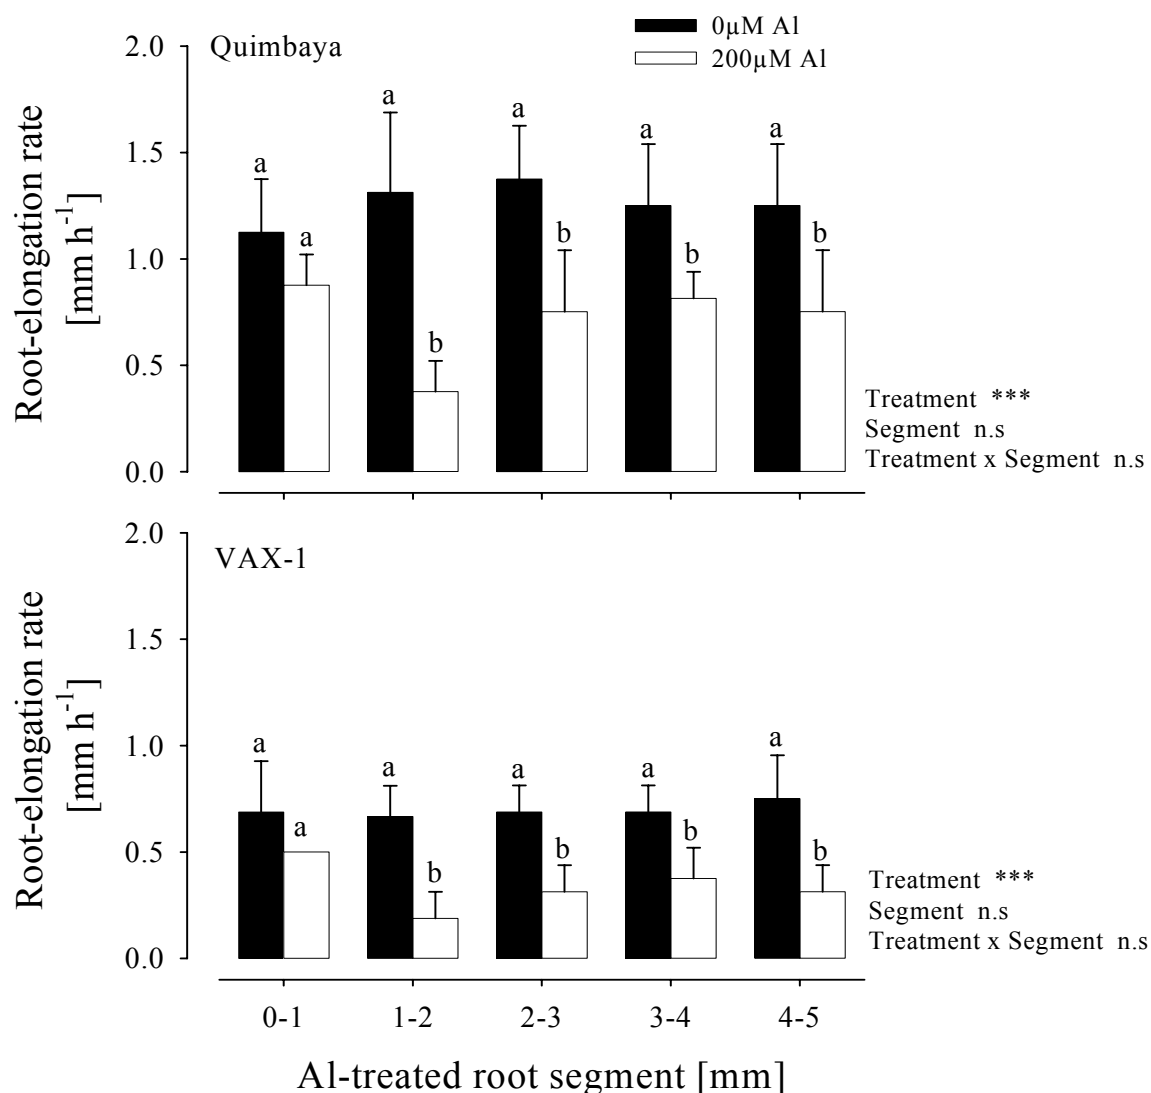 0µM Al
200µM Al
Quimbaya
Root-elongation rate
[mm h-1]
2.0
1.5
1.0
0.5
0.0
a
a
a
b
a
b
a
b
a
b
Treatment ***
Segment n.s
Treatment x Segment n.s
VAX-1
Root-elongation rate
[mm h-1]
2.0
1.5
1.0
0.5
0.0
a
a
a
b
a
b
a
b
a
b
Treatment ***
Segment n.s
Treatment x Segment n.s
0-1 1-2 2-3 3-4 4-5
Al-treated root segment [mm]